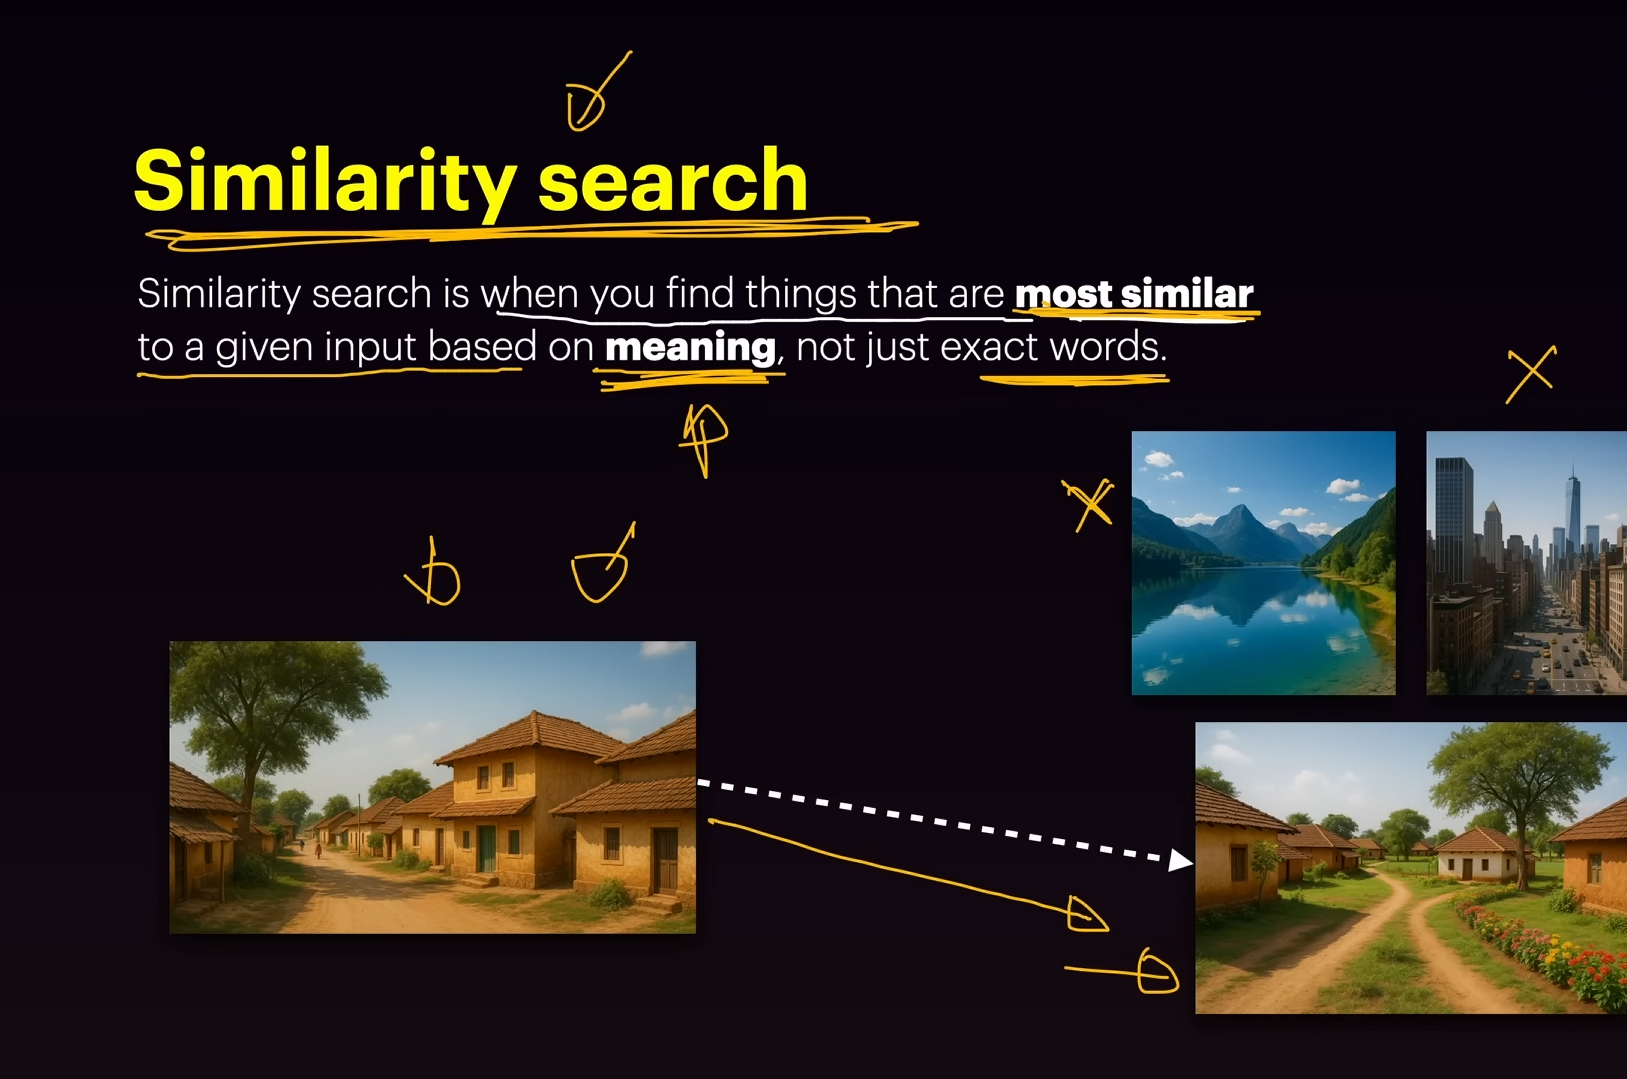 Similarity search
Similarity search is when you find things that are most similar
to a given input based on meaning, not just exact words.